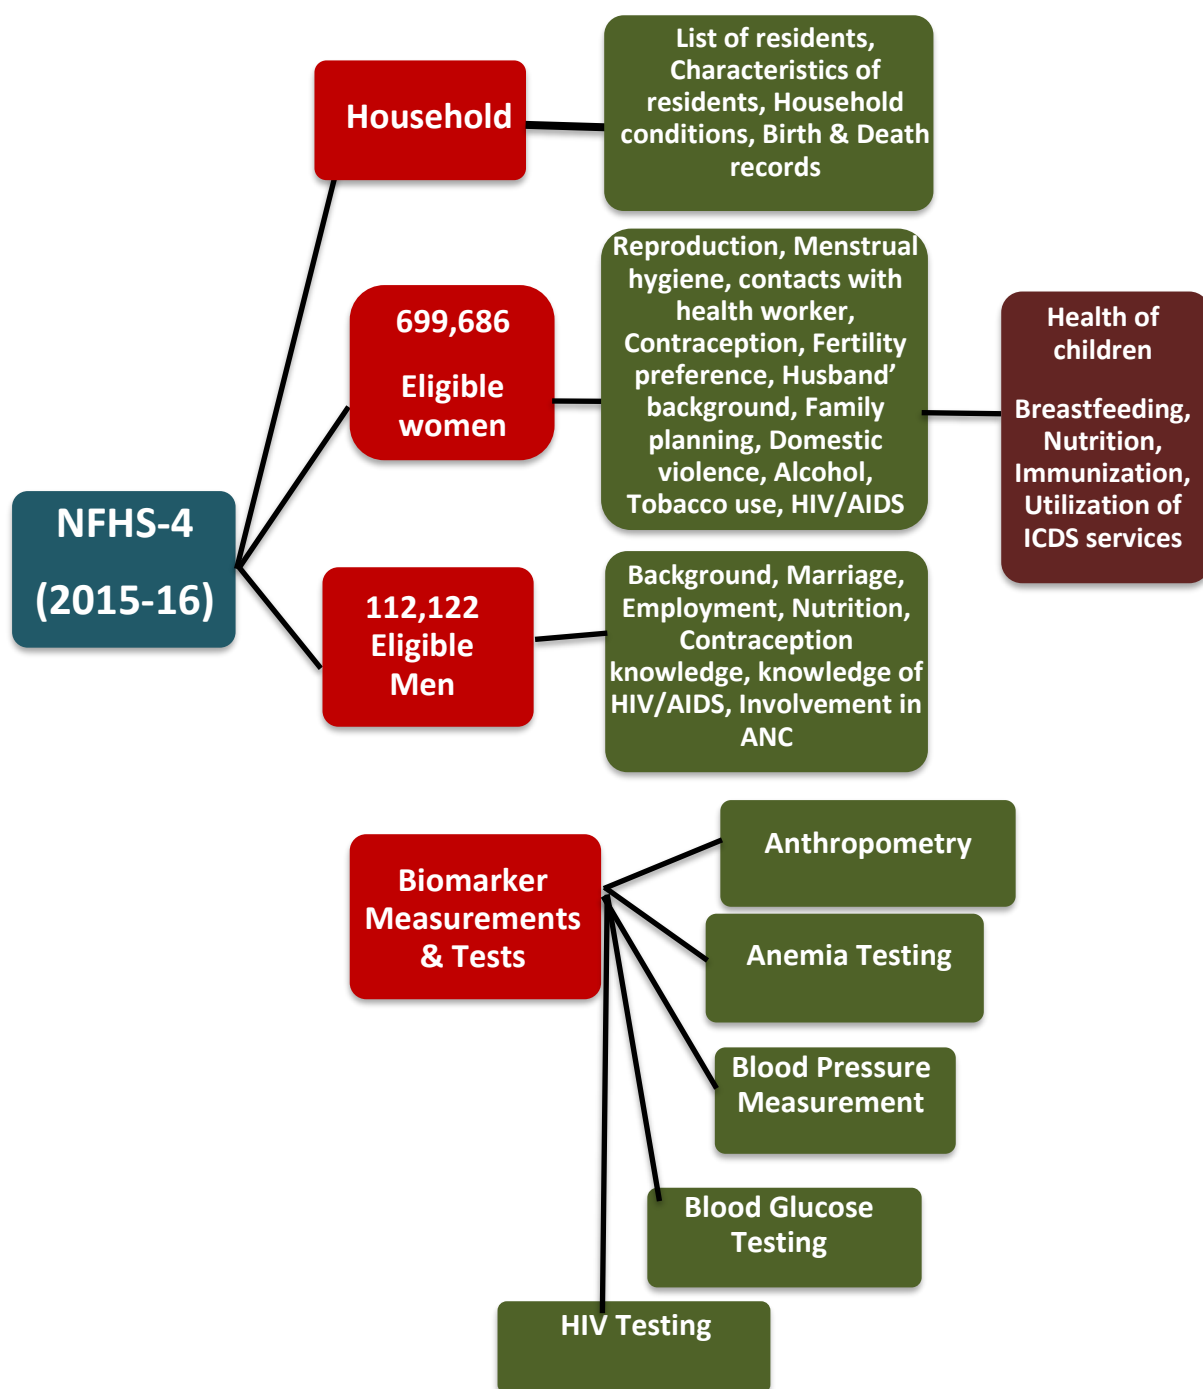 List of residents,
Characteristics of
residents, Household
conditions, Birth & Death
records
Household
Reproduction, Menstrual
hygiene, contacts with
health worker,
Contraception, Fertility
preference, Husband’
background, Family
planning, Domestic
violence, Alcohol,
Tobacco use, HIV/AIDS
699,686
Eligible
women
Health of
children
Breastfeeding,
Nutrition,
Immunization,
Utilization of
ICDS services
NFHS-4
(2015-16)
112,122
Eligible
Men
Background, Marriage,
Employment, Nutrition,
Contraception
knowledge, knowledge of
HIV/AIDS, Involvement in
ANC
Biomarker
Measurements
& Tests
Anthropometry
Anemia Testing
Blood Pressure
Measurement
Blood Glucose
Testing
HIV Testing